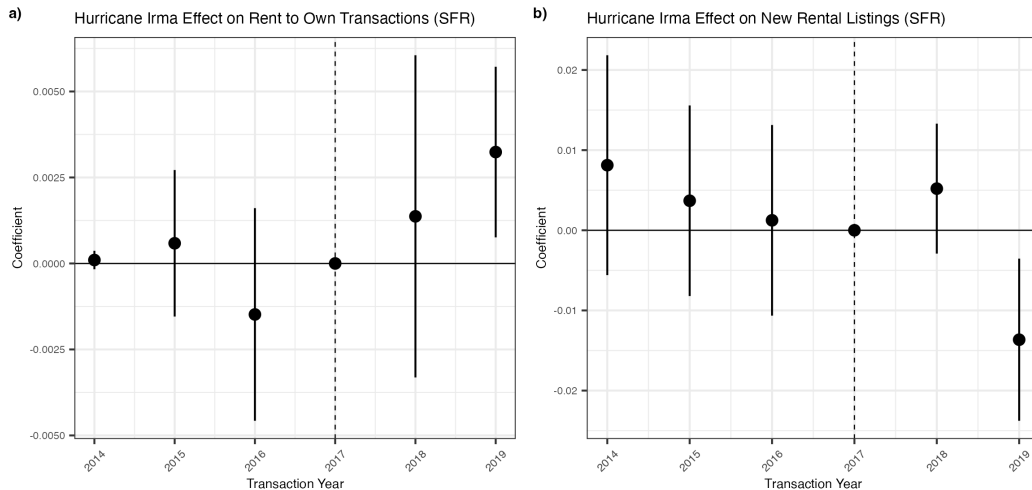 a)
Hurricane Irma Effect on Rent to Own Transactions (SFR)
0.0050
0.0025
0.0000
-0.0025
-0.0050
Coefficient
2014
2015
2016
2017
2018
2019
Transaction Year
b)
Hurricane Irma Effect on New Rental Listings (SFR)
0.02
0.01
0.00
-0.01
-0.02
Coefficient
2014
2015
2016
2017
2018
2019
Transaction Year